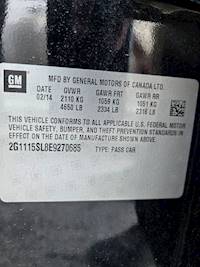 GM
MFD BY GENERAL MOTORS OF CANADA LTD.
DATE GVWR GAWR FRT GAWR RR
02/14 2110 KG 1059 KG 1051 KG
4650 LB 2334 LB 2316 LB
THIS VEHICLE CONFORMS TO ALL APPLICABLE U.S. FEDERAL MOTOR
VEHICLE SAFETY, BUMPER, AND THEFT PREVENTION STANDARDS IN
EFFECT ON THE DATE OF MANUFACTURE SHOWN ABOVE.
2G1115SL8E9270685 TYPE: PASS CAR